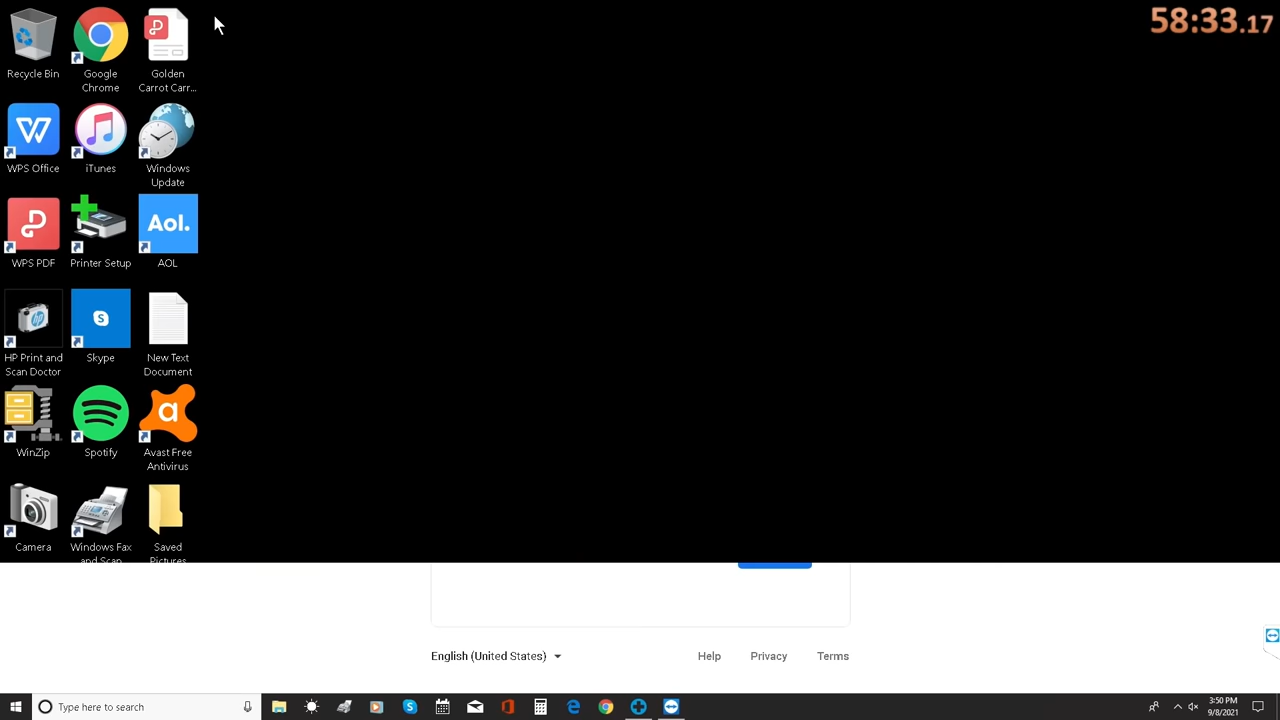 58:33.17
Recycle Bin
Google
Chrome
Golden
Carrot Carr...
WPS Office
iTunes
Windows
Update
Aol.
WPS PDF
Printer Setup
AOL
HP Print and
Scan Doctor
Skype
New Text
Document
WinZip
Spotify
Avast Free
Antivirus
Camera
Windows Fax
and Scan
Saved
Pictures
English (United States)
Help
Privacy
Terms
Type here to search
3:50 PM
9/8/2021